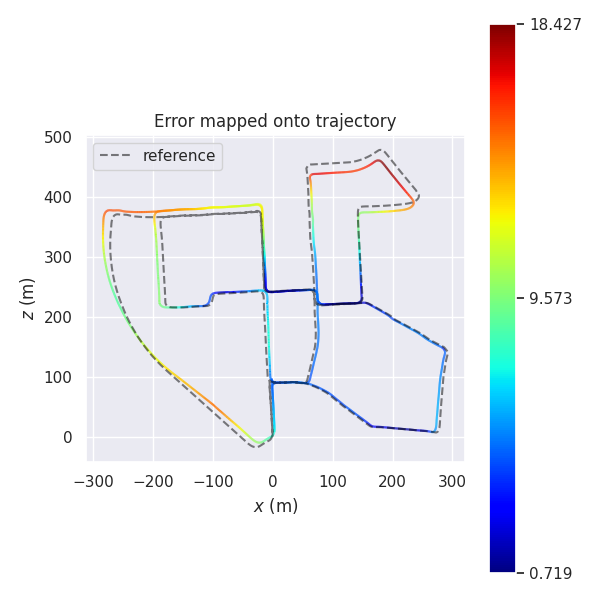 Error mapped onto trajectory
reference
500
400
300
200
100
0
z (m)
−300 −200 −100 0 100 200 300
x (m)
18.427
9.573
0.719